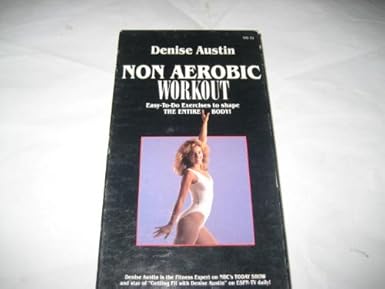 Denise Austin
NON AEROBIC
WORKOUT
Easy-To-Do Exercises to shape
THE ENTIRE BODY!
Denise Austin is the Fitness Expert on NBC's TODAY SHOW
and star of "Getting Fit with Denise Austin" on ESPN-TV daily!